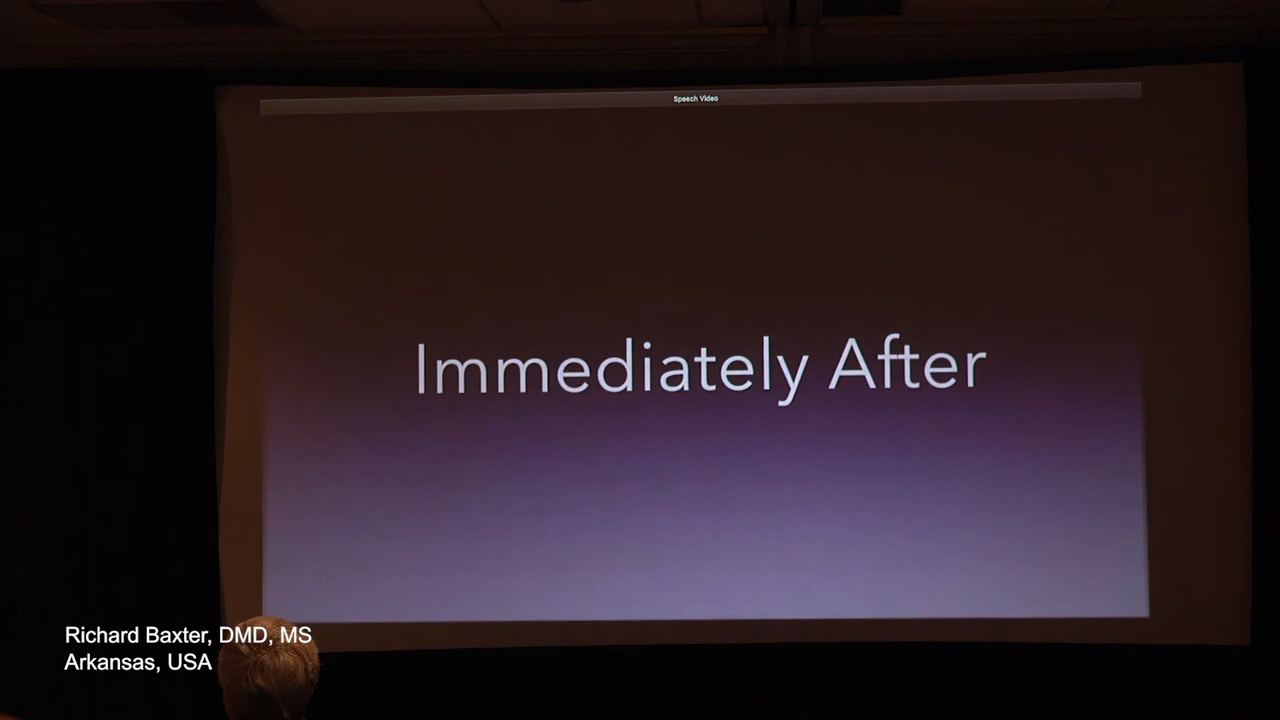 Speech Video
Immediately After
Richard Baxter, DMD, MS
Arkansas, USA